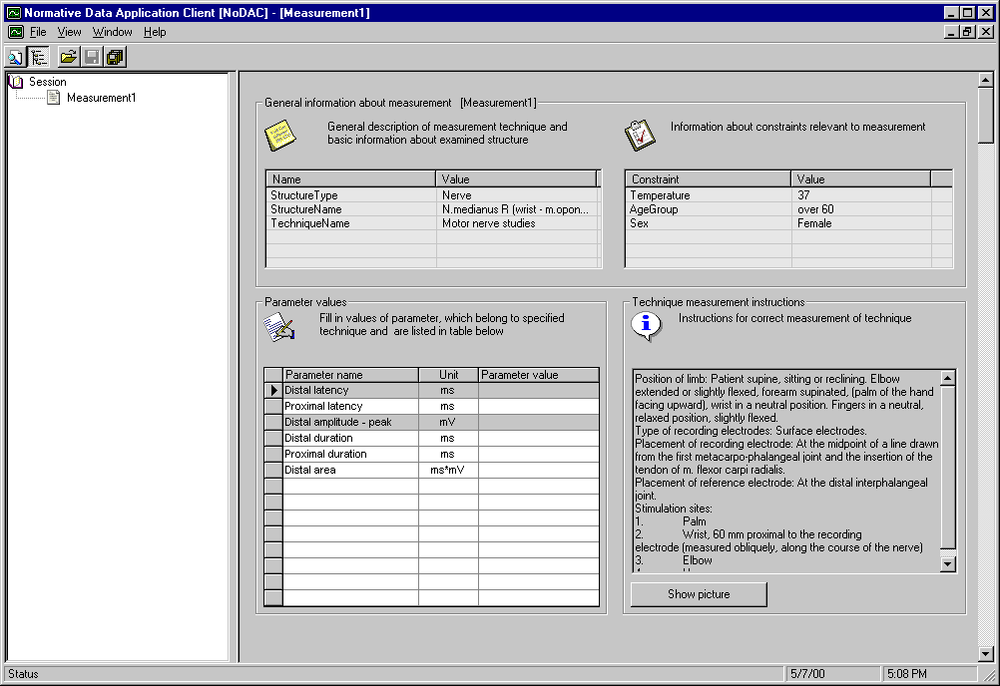 Normative Data Application Client [NoDAC] - [Measurement1]
File View Window Help
Session
Measurement1
General information about measurement [Measurement1]
General description of measurement technique and
basic information about examined structure
Name Value
StructureType Nerve
StructureName N.medianus R (wrist - m.opon...
TechniqueName Motor nerve studies
Information about constraints relevant to measurement
Constraint Value
Temperature 37
AgeGroup over 60
Sex Female
Parameter values
Fill in values of parameter, which belong to specified
technique and are listed in table below
Parameter name Unit Parameter value
Distal latency ms
Proximal latency ms
Distal amplitude - peak mV
Distal duration ms
Proximal duration ms
Distal area ms*mV
Technique measurement instructions
Instructions for correct measurement of technique
Position of limb: Patient supine, sitting or reclining. Elbow
extended or slightly flexed, forearm supinated, (palm of the hand
facing upward), wrist in a neutral position. Fingers in a neutral,
relaxed position, slightly flexed.
Type of recording electrodes: Surface electrodes.
Placement of recording electrode: At the midpoint of a line drawn
from the first metacarpo-phalangeal joint and the insertion of the
tendon of m. flexor carpi radialis.
Placement of reference electrode: At the distal interphalangeal
joint.
Stimulation sites:
1. Palm
2. Wrist, 60 mm proximal to the recording
electrode (measured obliquely, along the course of the nerve)
3. Elbow
Show picture
Status 5/7/00 5:08 PM